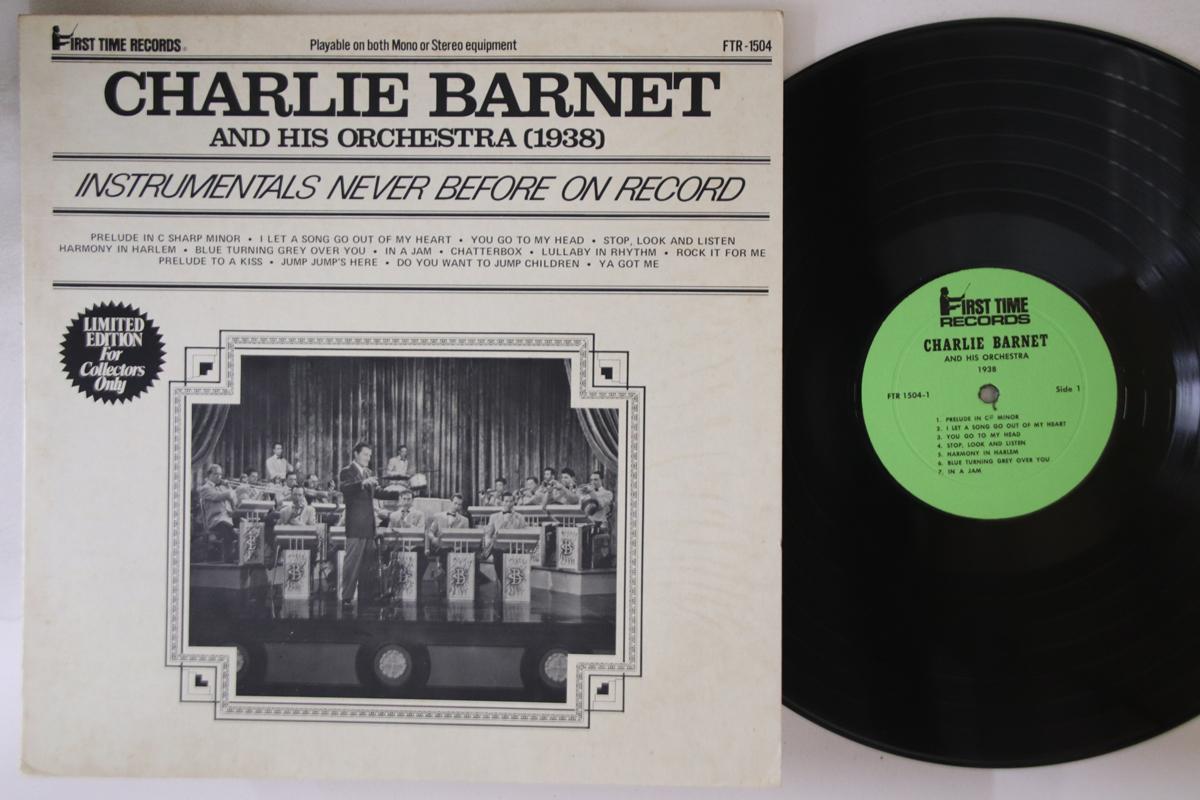 FIRST TIME RECORDS
Playable on both Mono or Stereo equipment
FTR-1504
CHARLIE BARNET
AND HIS ORCHESTRA (1938)
INSTRUMENTALS NEVER BEFORE ON RECORD
PRELUDE IN C SHARP MINOR • I LET A SONG GO OUT OF MY HEART • YOU GO TO MY HEAD • STOP, LOOK AND LISTEN
HARMONY IN HARLEM • BLUE TURNING GREY OVER YOU • IN A JAM • CHATTERBOX • LULLABY IN RHYTHM • ROCK IT FOR ME
PRELUDE TO A KISS • JUMP JUMP'S HERE • DO YOU WANT TO JUMP CHILDREN • YA GOT ME
LIMITED
EDITION
For
Collectors
Only
FIRST TIME
RECORDS
CHARLIE BARNET
AND HIS ORCHESTRA
1938
FTR 1504-1
Side 1
1. PRELUDE IN C# MINOR
2. I LET A SONG GO OUT OF MY HEART
3. YOU GO TO MY HEAD
4. STOP, LOOK AND LISTEN
5. HARMONY IN HARLEM
6. BLUE TURNING GREY OVER YOU
7. IN A JAM